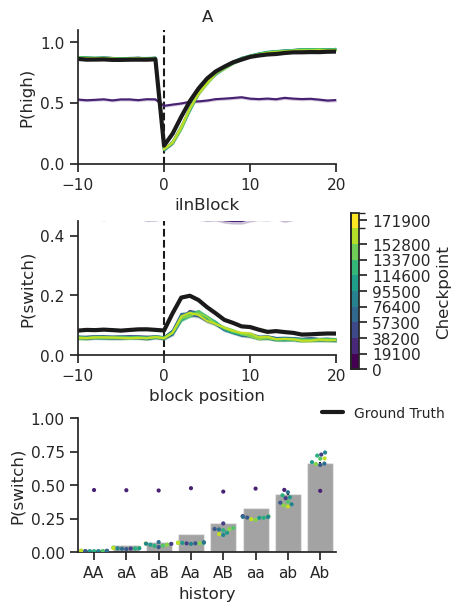 A
P(high)
1.0
0.5
0.0
−10 0 10 20
iInBlock
P(switch)
0.4
0.2
0.0
−10 0 10 20
block position
171900
152800
133700
114600
95500
76400
57300
38200
19100
0
Checkpoint
Ground Truth
P(switch)
1.00
0.75
0.50
0.25
0.00
AA aA aB Aa AB aa ab Ab
history